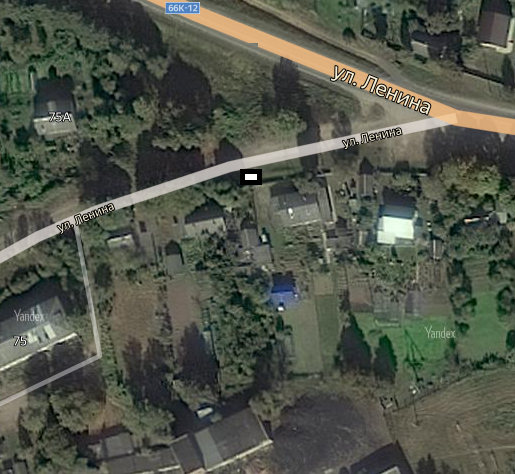 66К-12
ул. Ленина
75А
ул. Ленина
ул. Ленина
Yandex
75
Yandex